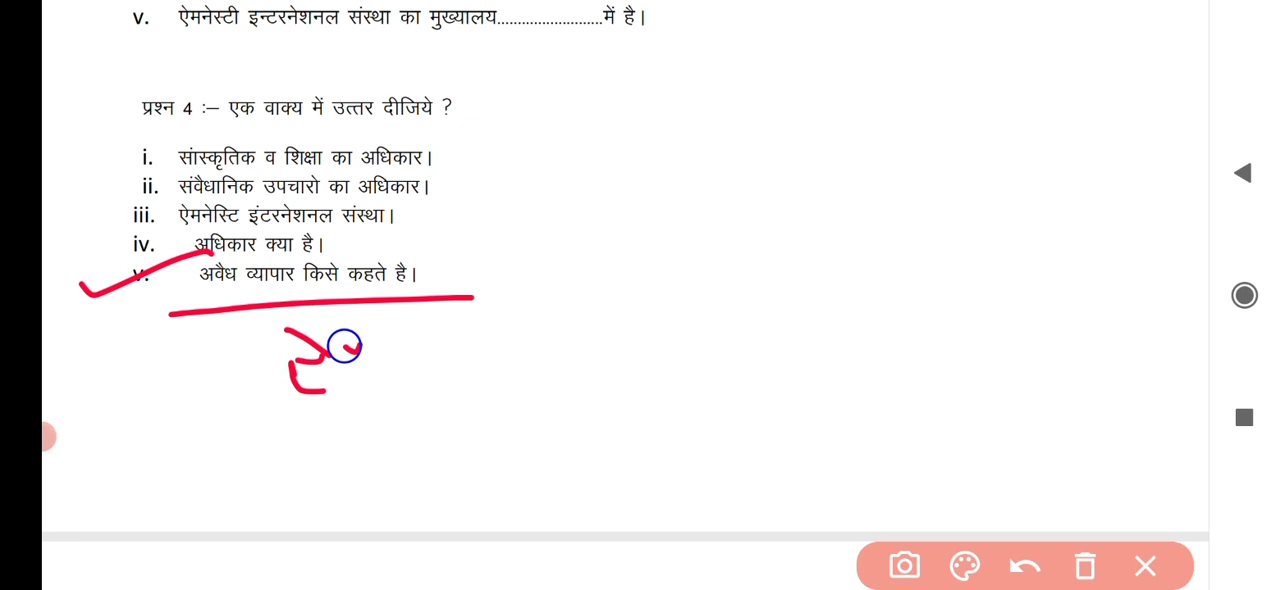 v. ऐमनेस्टी इन्टरनेशनल संस्था का मुख्यालय..........................में है।
प्रश्न 4 :– एक वाक्य में उत्तर दीजिये ?
i. सांस्कृतिक व शिक्षा का अधिकार।
ii. संवैधानिक उपचारो का अधिकार।
iii. ऐमनेस्टि इंटरनेशनल संस्था।
iv. अधिकार क्या है।
v. अवैध व्यापार किसे कहते है।